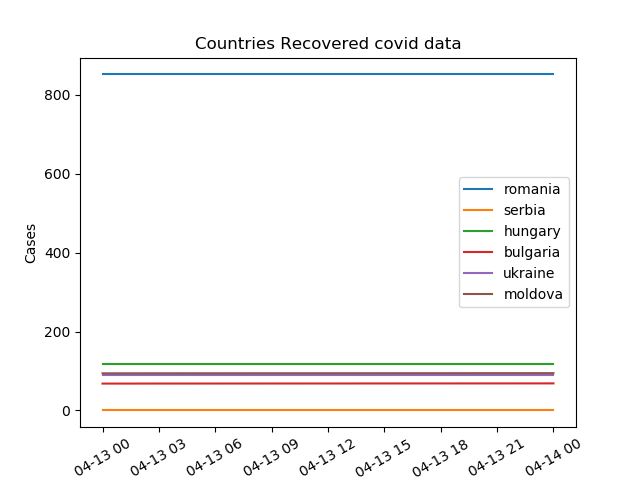 Countries Recovered covid data
Cases
800
600
400
200
0
romania
serbia
hungary
bulgaria
ukraine
moldova
04-13 00
04-13 03
04-13 06
04-13 09
04-13 12
04-13 15
04-13 18
04-13 21
04-14 00